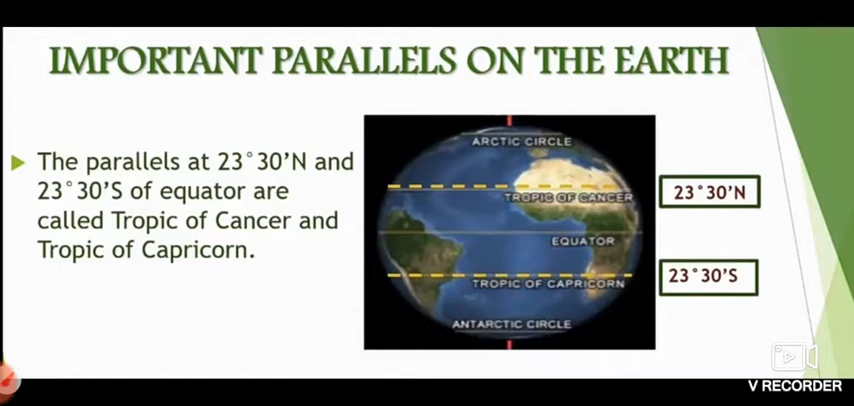 IMPORTANT PARALLELS ON THE EARTH
The parallels at 23°30’N and
23°30’S of equator are
called Tropic of Cancer and
Tropic of Capricorn.
ARCTIC CIRCLE
TROPIC OF CANCER
EQUATOR
TROPIC OF CAPRICORN
ANTARCTIC CIRCLE
23°30’N
23°30’S
V RECORDER